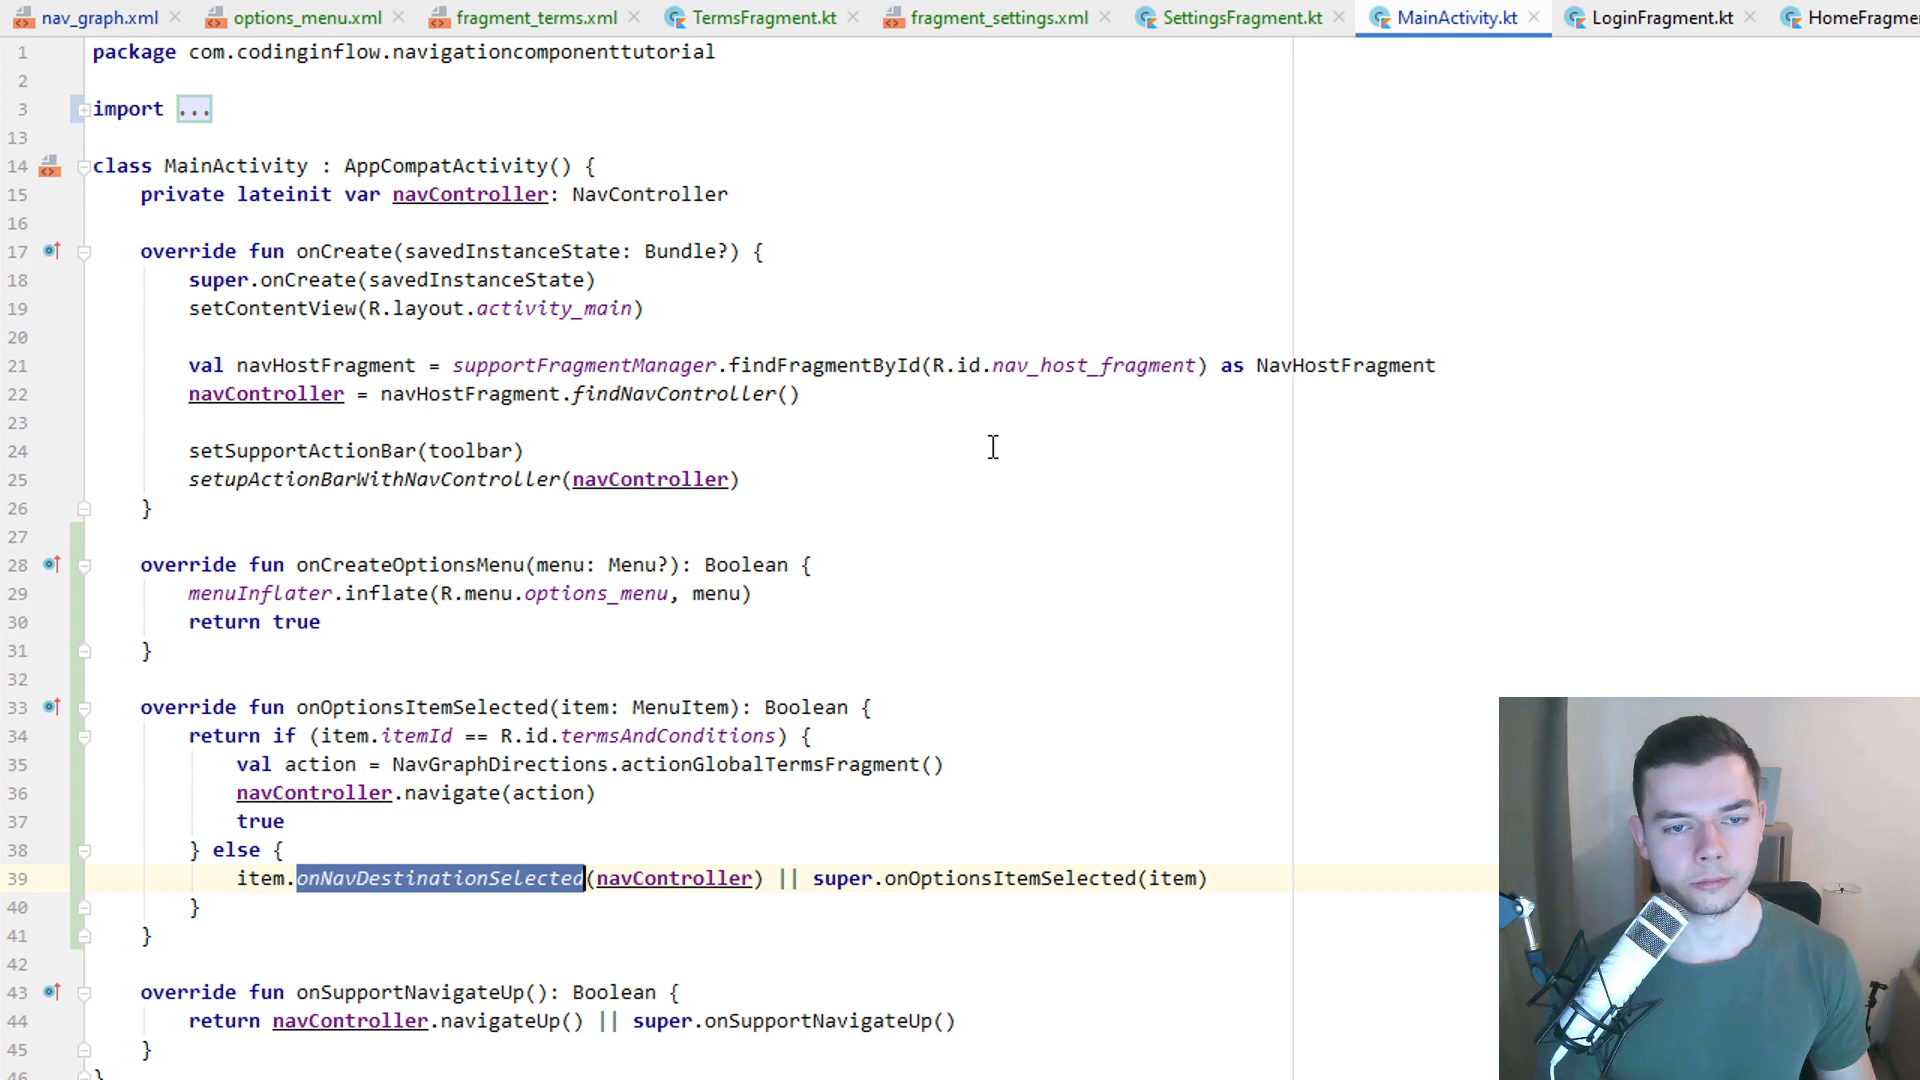 nav_graph.xml options_menu.xml fragment_terms.xml TermsFragment.kt fragment_settings.xml SettingsFragment.kt MainActivity.kt LoginFragment.kt HomeFragme
1 package com.codinginflow.navigationcomponenttutorial
2
3 import ...
13
14 class MainActivity : AppCompatActivity() {
15 private lateinit var navController: NavController
16
17 override fun onCreate(savedInstanceState: Bundle?) {
18 super.onCreate(savedInstanceState)
19 setContentView(R.layout.activity_main)
20
21 val navHostFragment = supportFragmentManager.findFragmentById(R.id.nav_host_fragment) as NavHostFragment
22 navController = navHostFragment.findNavController()
23
24 setSupportActionBar(toolbar)
25 setupActionBarWithNavController(navController)
26 }
27
28 override fun onCreateOptionsMenu(menu: Menu?): Boolean {
29 menuInflater.inflate(R.menu.options_menu, menu)
30 return true
31 }
32
33 override fun onOptionsItemSelected(item: MenuItem): Boolean {
34 return if (item.itemId == R.id.termsAndConditions) {
35 val action = NavGraphDirections.actionGlobalTermsFragment()
36 navController.navigate(action)
37 true
38 } else {
39 item.onNavDestinationSelected(navController) || super.onOptionsItemSelected(item)
40 }
41 }
42
43 override fun onSupportNavigateUp(): Boolean {
44 return navController.navigateUp() || super.onSupportNavigateUp()
45 }
46 }